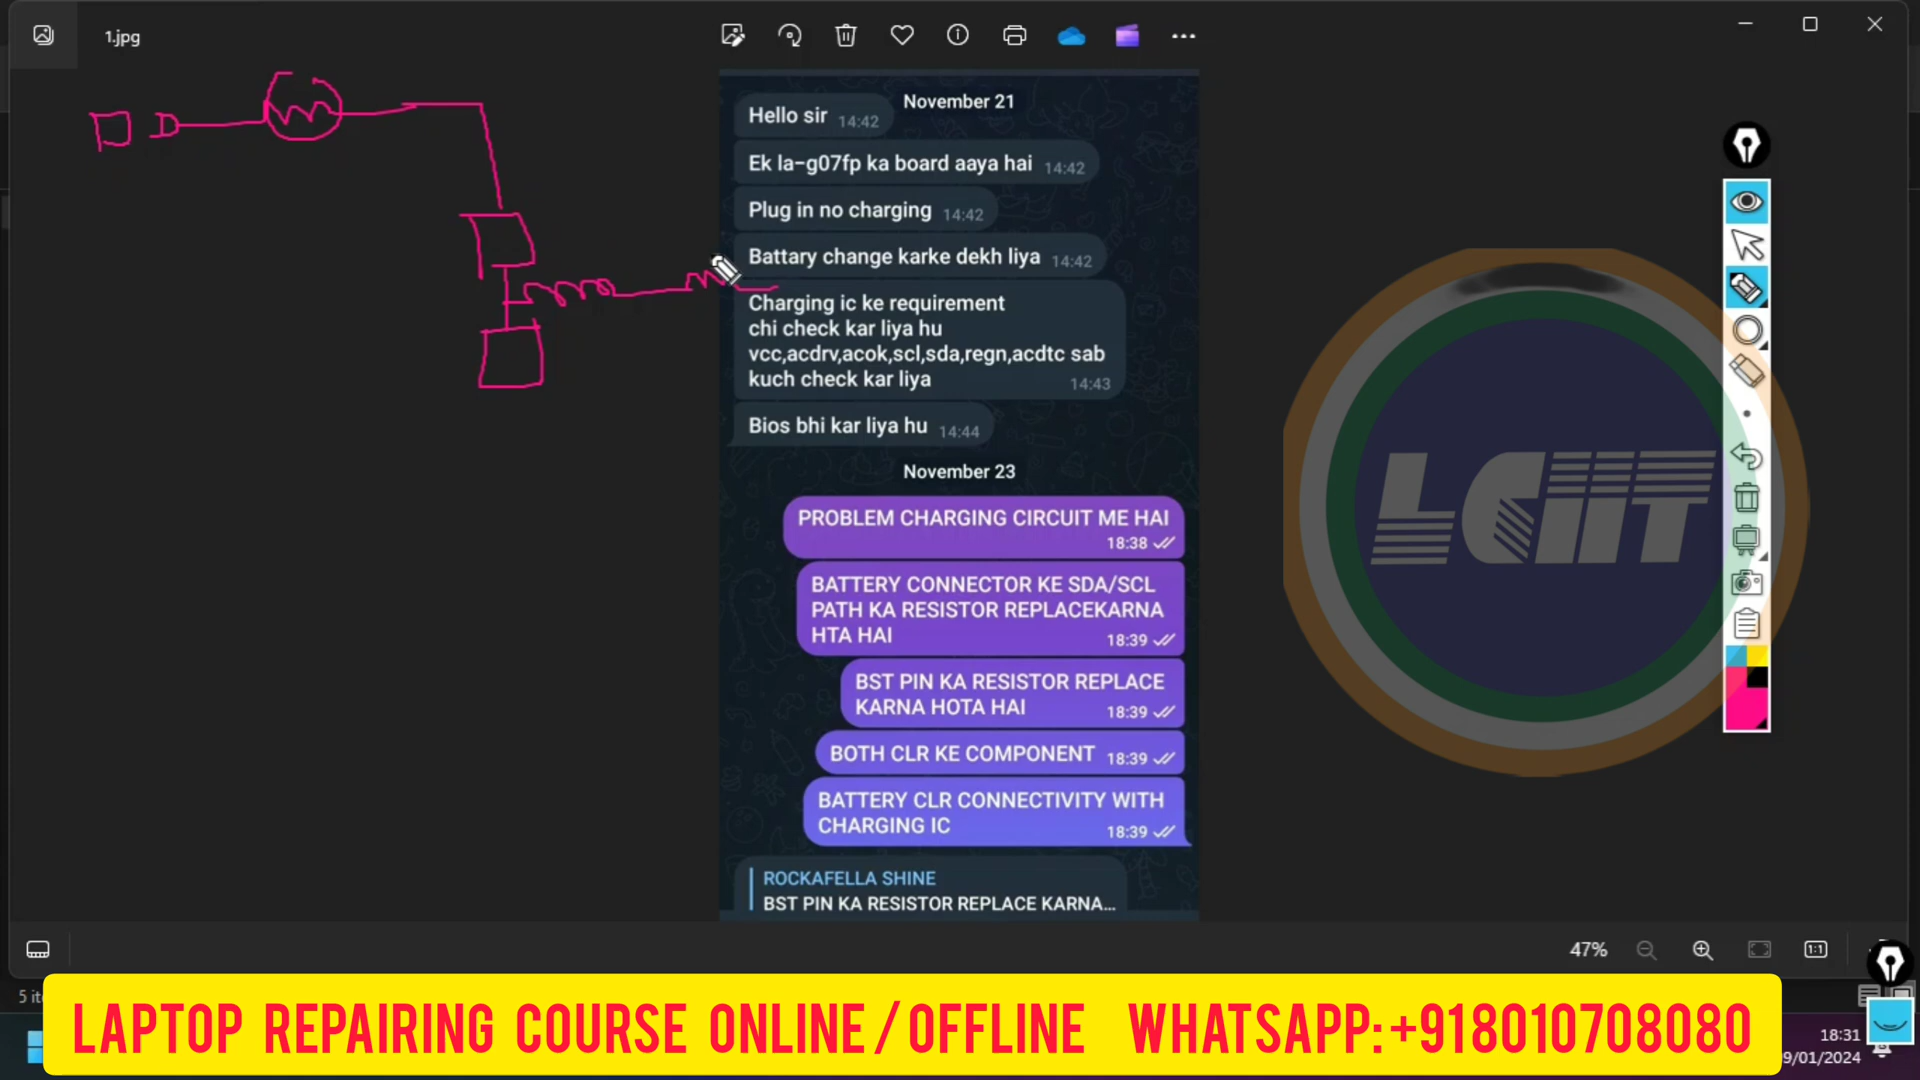 1.jpg
November 21
Hello sir 14:42
Ek la-g07fp ka board aaya hai 14:42
Plug in no charging 14:42
Battary change karke dekh liya 14:42
Charging ic ke requirement
chi check kar liya hu
vcc,acdrv,acok,scl,sda,regn,acdtc sab
kuch check kar liya 14:43
Bios bhi kar liya hu 14:44
November 23
PROBLEM CHARGING CIRCUIT ME HAI
18:38
BATTERY CONNECTOR KE SDA/SCL
PATH KA RESISTOR REPLACEKARNA
HTA HAI 18:39
BST PIN KA RESISTOR REPLACE
KARNA HOTA HAI 18:39
BOTH CLR KE COMPONENT 18:39
BATTERY CLR CONNECTIVITY WITH
CHARGING IC 18:39
ROCKAFELLA SHINE
BST PIN KA RESISTOR REPLACE KARNA...
LCIIT
47%
1:1
LAPTOP REPAIRING COURSE ONLINE/OFFLINE WHATSAPP:+918010708080
18:31
9/01/2024